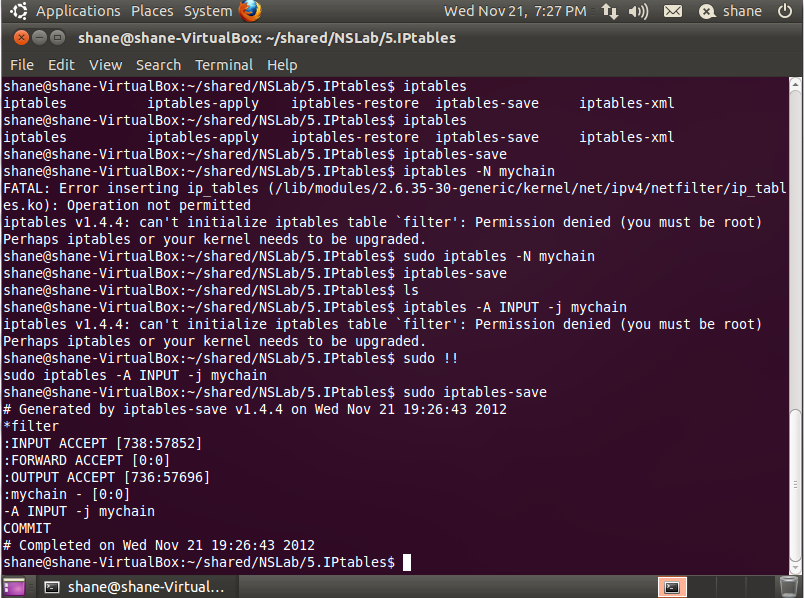 Applications Places System Wed Nov 21, 7:27 PM shane
shane@shane-VirtualBox: ~/shared/NSLab/5.IPtables
File Edit View Search Terminal Help
shane@shane-VirtualBox:~/shared/NSLab/5.IPtables$ iptables
iptables iptables-apply iptables-restore iptables-save iptables-xml
shane@shane-VirtualBox:~/shared/NSLab/5.IPtables$ iptables
iptables iptables-apply iptables-restore iptables-save iptables-xml
shane@shane-VirtualBox:~/shared/NSLab/5.IPtables$ iptables-save
shane@shane-VirtualBox:~/shared/NSLab/5.IPtables$ iptables -N mychain
FATAL: Error inserting ip_tables (/lib/modules/2.6.35-30-generic/kernel/net/ipv4/netfilter/ip_tabl
es.ko): Operation not permitted
iptables v1.4.4: can't initialize iptables table `filter': Permission denied (you must be root)
Perhaps iptables or your kernel needs to be upgraded.
shane@shane-VirtualBox:~/shared/NSLab/5.IPtables$ sudo iptables -N mychain
shane@shane-VirtualBox:~/shared/NSLab/5.IPtables$ iptables-save
shane@shane-VirtualBox:~/shared/NSLab/5.IPtables$ ls
shane@shane-VirtualBox:~/shared/NSLab/5.IPtables$ iptables -A INPUT -j mychain
iptables v1.4.4: can't initialize iptables table `filter': Permission denied (you must be root)
Perhaps iptables or your kernel needs to be upgraded.
shane@shane-VirtualBox:~/shared/NSLab/5.IPtables$ sudo !!
sudo iptables -A INPUT -j mychain
shane@shane-VirtualBox:~/shared/NSLab/5.IPtables$ sudo iptables-save
# Generated by iptables-save v1.4.4 on Wed Nov 21 19:26:43 2012
*filter
:INPUT ACCEPT [738:57852]
:FORWARD ACCEPT [0:0]
:OUTPUT ACCEPT [736:57696]
:mychain - [0:0]
-A INPUT -j mychain
COMMIT
# Completed on Wed Nov 21 19:26:43 2012
shane@shane-VirtualBox:~/shared/NSLab/5.IPtables$
shane@shane-Virtual...